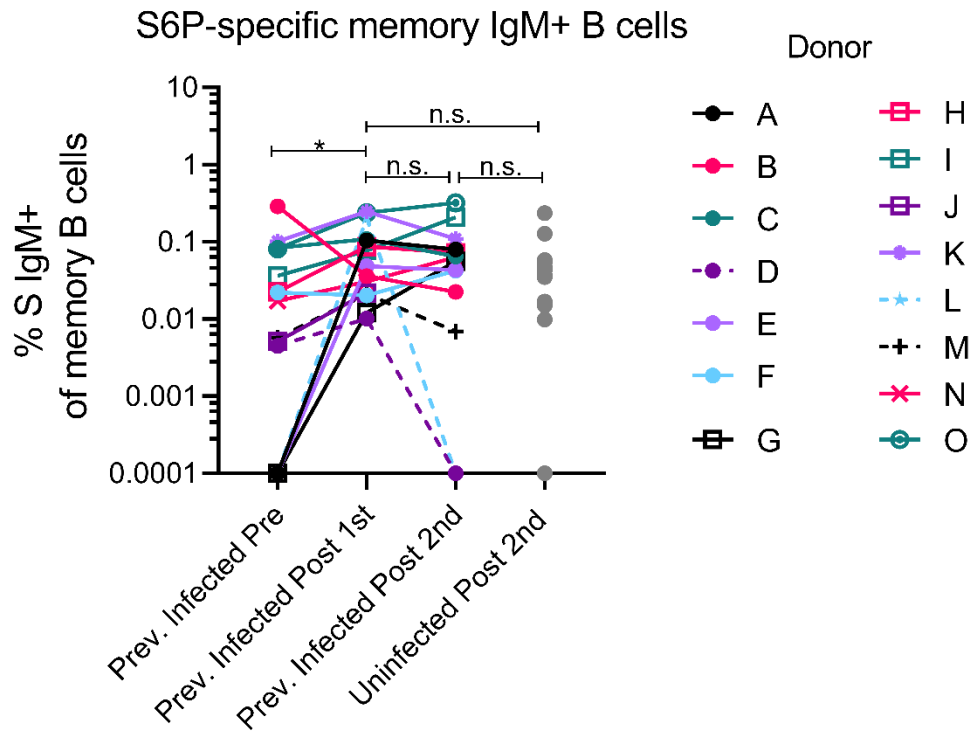 S6P-specific memory IgM+ B cells
Donor
% S IgM+
of memory B cells
10
1
0.1
0.01
0.001
0.0001
*
n.s.
n.s.
n.s.
Prev. Infected Pre
Prev. Infected Post 1st
Prev. Infected Post 2nd
Uninfected Post 2nd
A
B
C
D
E
F
G
H
I
J
K
L
M
N
O